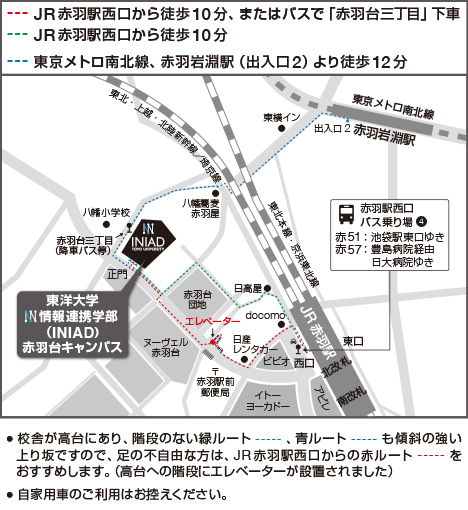 JR赤羽駅西口から徒歩10分、またはバスで「赤羽台三丁目」下車
JR赤羽駅西口から徒歩10分
東京メトロ南北線、赤羽岩淵駅（出入口2）より徒歩12分
東北・上越・北陸新幹線／埼京線
東横イン
東京メトロ南北線
出入口2
赤羽岩淵駅
八幡小学校
八幡蕎麦
赤羽屋
赤羽台三丁目
（降車バス停）
IN
INIAD
TOYO UNIVERSITY
東北本線・京浜東北線
赤羽駅西口
バス乗り場 4
赤51：池袋駅東口ゆき
赤57：豊島病院経由
日大病院ゆき
正門
東洋大学
IN情報連携学部
（INIAD）
赤羽台キャンパス
赤羽台
団地
日高屋
エレベーター
docomo
JR赤羽駅
ヌーヴェル
赤羽台
日産
レンタカー
東口
ビビオ
西口
北改札
〒
赤羽駅前
郵便局
イトー
ヨーカドー
アピレ
南改札
● 校舎が高台にあり、階段のない緑ルート ----- 、青ルート ----- も傾斜の強い
上り坂ですので、足の不自由な方は、JR赤羽駅西口からの赤ルート ----- を
おすすめします。（高台への階段にエレベーターが設置されました）
● 自家用車のご利用はお控えください。